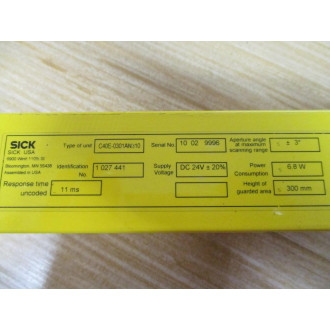 SICK
SICK USA
Bloomington, MN 55438
Assembled in USA
Type of unit
Serial No 10 02 9996
Aperture angle at maximum scanning range ± 3°
Identification No. 1 027 441
Supply Voltage DC 24V ± 20%
Power Consumption 6,8 W
Response time uncoded 11 ms
Height of guarded area 300 mm